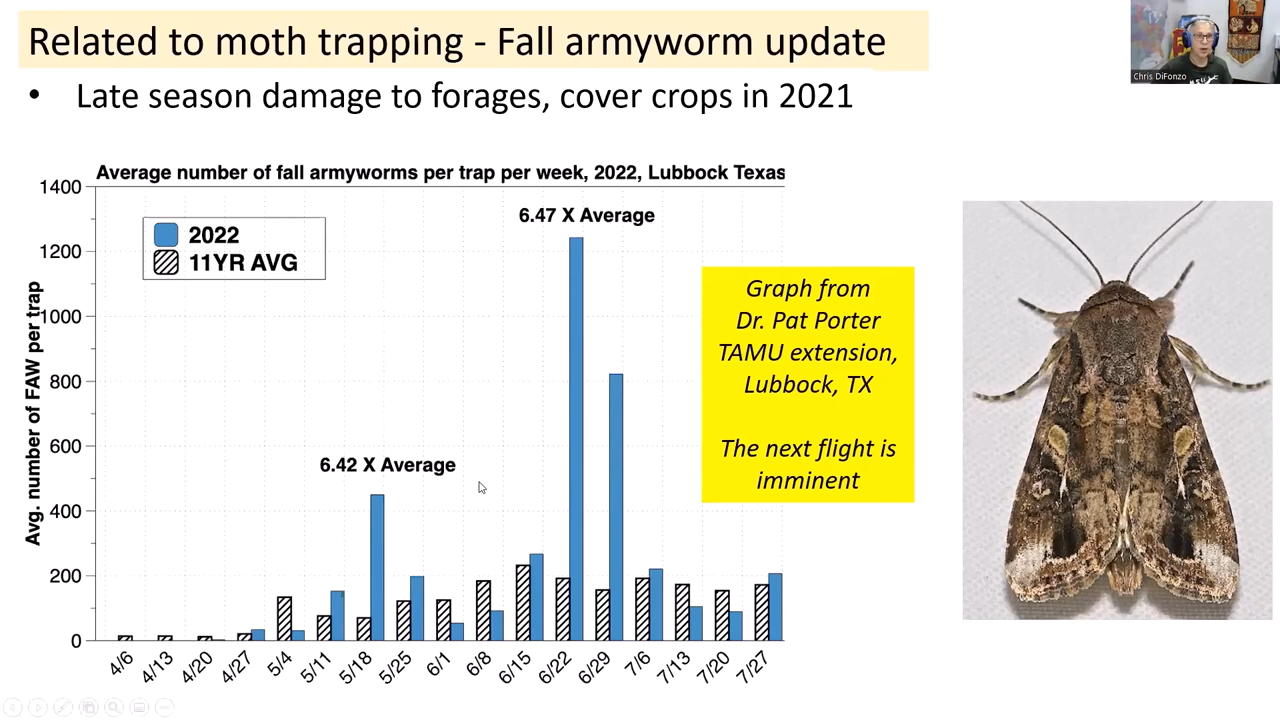 Related to moth trapping - Fall armyworm update
Chris DiFonzo
• Late season damage to forages, cover crops in 2021
Average number of fall armyworms per trap per week, 2022, Lubbock Texas
Avg. number of FAW per trap
1400
1200
1000
800
600
400
200
0
2022
11YR AVG
6.42 X Average
6.47 X Average
4/6
4/13
4/20
4/27
5/4
5/11
5/18
5/25
6/1
6/8
6/15
6/22
6/29
7/6
7/13
7/20
7/27
Graph from
Dr. Pat Porter
TAMU extension,
Lubbock, TX
The next flight is
imminent